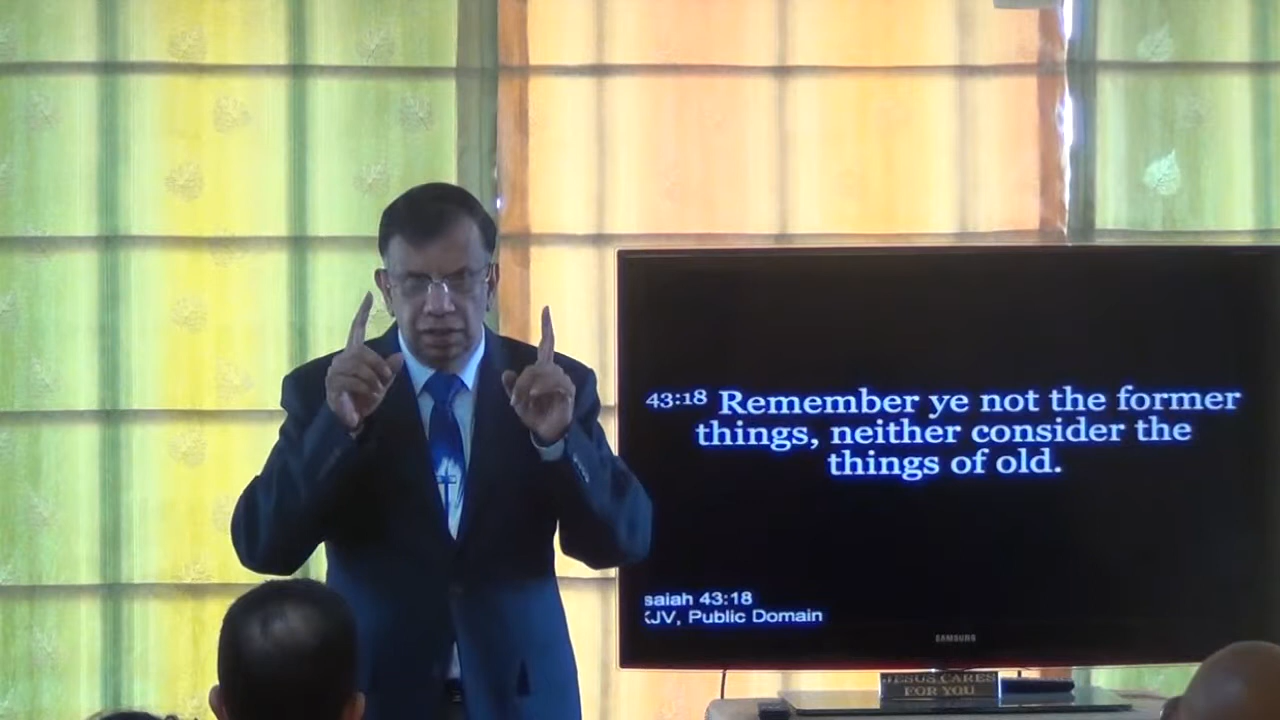 43:18 Remember ye not the former
things, neither consider the
things of old.
saiah 43:18
KJV, Public Domain
SAMSUNG
JESUS CARES
FOR YOU